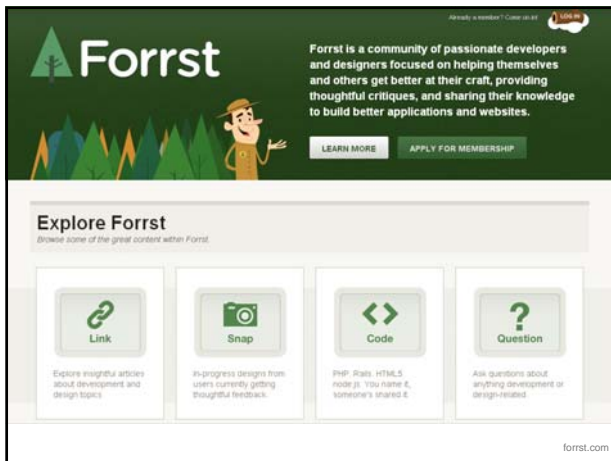 Already a member? Come on in!
LOG IN
Forrst
Forrst is a community of passionate developers
and designers focused on helping themselves
and others get better at their craft, providing
thoughtful critiques, and sharing their knowledge
to build better applications and websites.
LEARN MORE
APPLY FOR MEMBERSHIP
Explore Forrst
Browse some of the great content within Forrst.
Link
Explore insightful articles
about development and
design topics
Snap
In-progress designs from
users currently getting
thoughtful feedback.
Code
PHP. Rails. HTML5
node.js. You name it,
someone's shared it.
Question
Ask questions about
anything development or
design-related.
forrst.com